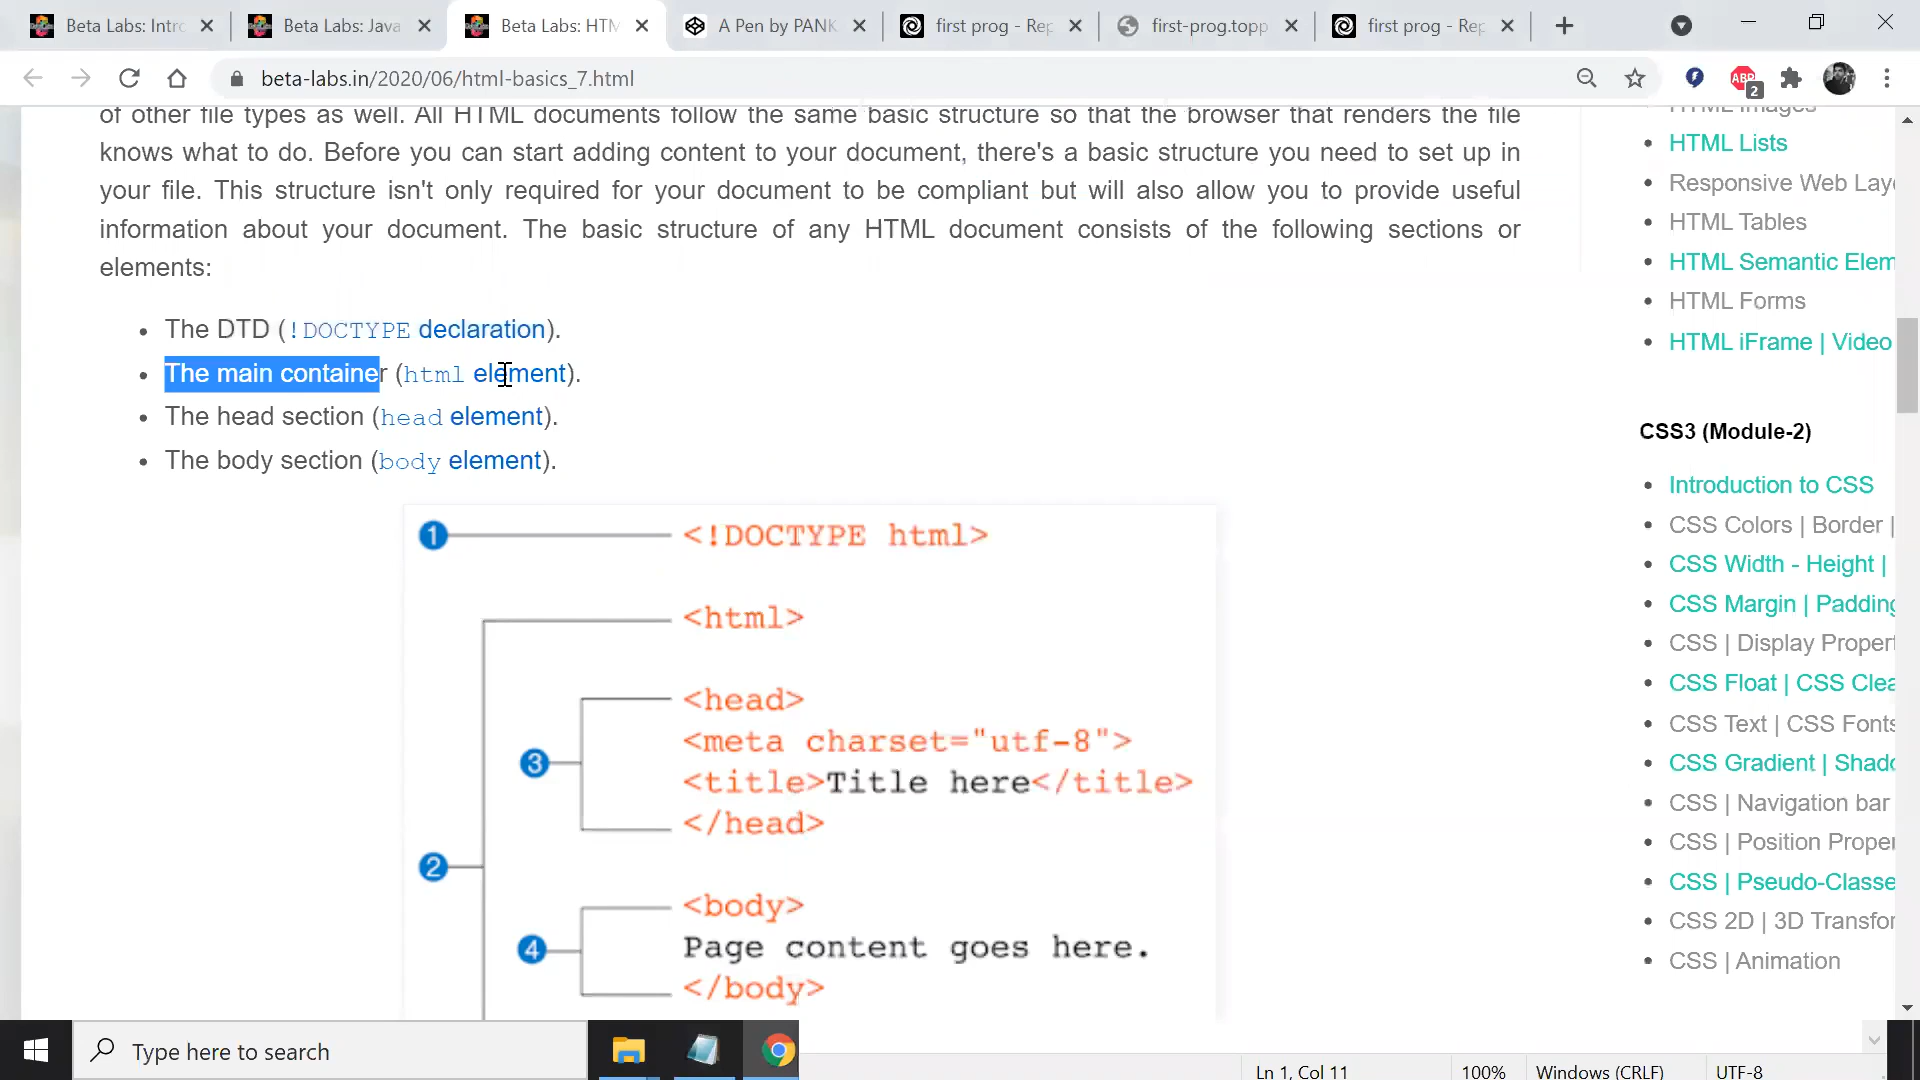 Beta Labs: Intro
Beta Labs: Java
Beta Labs: HTM
A Pen by PANK
first prog - Rep
first-prog.topp
first prog - Rep
beta-labs.in/2020/06/html-basics_7.html
ABP
2
of other file types as well. All HTML documents follow the same basic structure so that the browser that renders the file
knows what to do. Before you can start adding content to your document, there's a basic structure you need to set up in
your file. This structure isn't only required for your document to be compliant but will also allow you to provide useful
information about your document. The basic structure of any HTML document consists of the following sections or
elements:
• The DTD (!DOCTYPE declaration).
• The main container (html element).
• The head section (head element).
• The body section (body element).
1 <!DOCTYPE html>
<html>
<head>
<meta charset="utf-8">
3
<title>Title here</title>
</head>
2
<body>
4 Page content goes here.
</body>
HTML Images
• HTML Lists
• Responsive Web Lay
• HTML Tables
• HTML Semantic Elem
• HTML Forms
• HTML iFrame | Video
CSS3 (Module-2)
• Introduction to CSS
• CSS Colors | Border |
• CSS Width - Height |
• CSS Margin | Padding
• CSS | Display Propert
• CSS Float | CSS Clea
• CSS Text | CSS Fonts
• CSS Gradient | Shado
• CSS | Navigation bar
• CSS | Position Proper
• CSS | Pseudo-Classe
• CSS 2D | 3D Transfor
• CSS | Animation
Type here to search
Ln 1, Col 11
100%
Windows (CRLF)
UTF-8